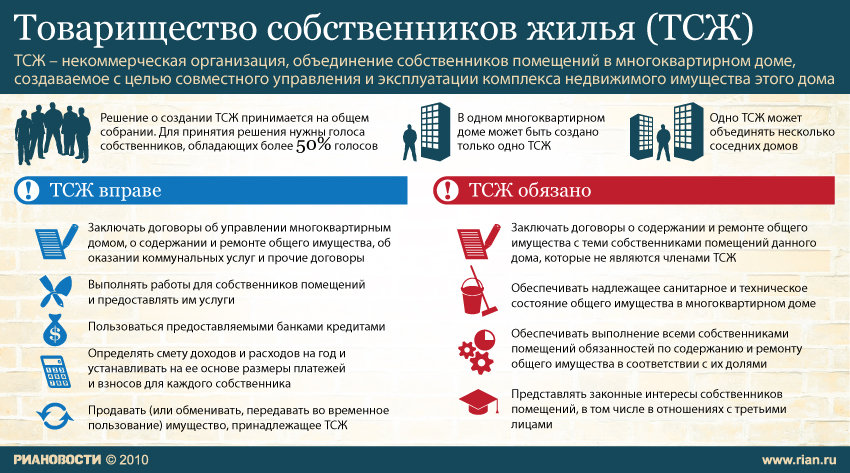 Товарищество собственников жилья (ТСЖ)
ТСЖ – некоммерческая организация, объединение собственников помещений в многоквартирном доме,
создаваемое с целью совместного управления и эксплуатации комплекса недвижимого имущества этого дома
Решение о создании ТСЖ принимается на общем
собрании. Для принятия решения нужны голоса
собственников, обладающих более 50% голосов
В одном многоквартирном
доме может быть создано
только одно ТСЖ
Одно ТСЖ может
объединять несколько
соседних домов
! ТСЖ вправе
Заключать договоры об управлении многоквартирным
домом, о содержании и ремонте общего имущества, об
оказании коммунальных услуг и прочие договоры
Выполнять работы для собственников помещений
и предоставлять им услуги
$
Пользоваться предоставляемыми банками кредитами
Определять смету доходов и расходов на год и
устанавливать на ее основе размеры платежей
и взносов для каждого собственника
Продавать (или обменивать, передавать во временное
пользование) имущество, принадлежащее ТСЖ
! ТСЖ обязано
Заключать договоры о содержании и ремонте общего
имущества с теми собственниками помещений данного
дома, которые не являются членами ТСЖ
Обеспечивать надлежащее санитарное и техническое
состояние общего имущества в многоквартирном доме
Обеспечивать выполнение всеми собственниками
помещений обязанностей по содержанию и ремонту
общего имущества в соответствии с их долями
Представлять законные интересы собственников
помещений, в том числе в отношениях с третьими
лицами
РИАНОВОСТИ © 2010
www.rian.ru